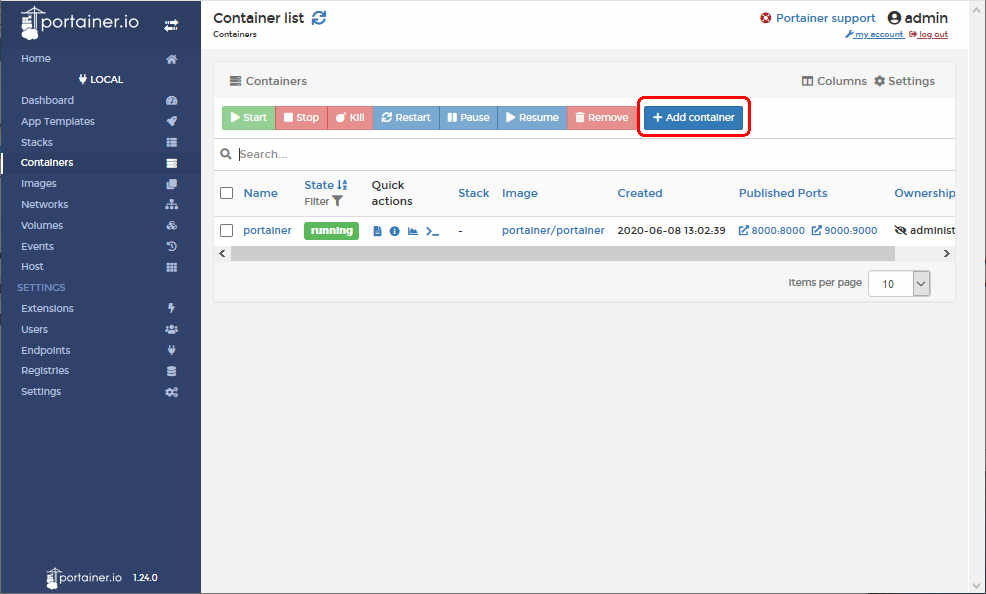 portainer.io
Home
LOCAL
Dashboard
App Templates
Stacks
Containers
Images
Networks
Volumes
Events
Host
SETTINGS
Extensions
Users
Endpoints
Registries
Settings
portainer.io 1.24.0
Container list
Containers
Portainer support admin
my account log out
Containers
Columns Settings
Start Stop Kill Restart Pause Resume Remove + Add container
Search...
Name State Filter Quick actions Stack Image Created Published Ports Ownership
portainer running - portainer/portainer 2020-06-08 13:02:39 8000:8000 9000:9000 administ
Items per page 10